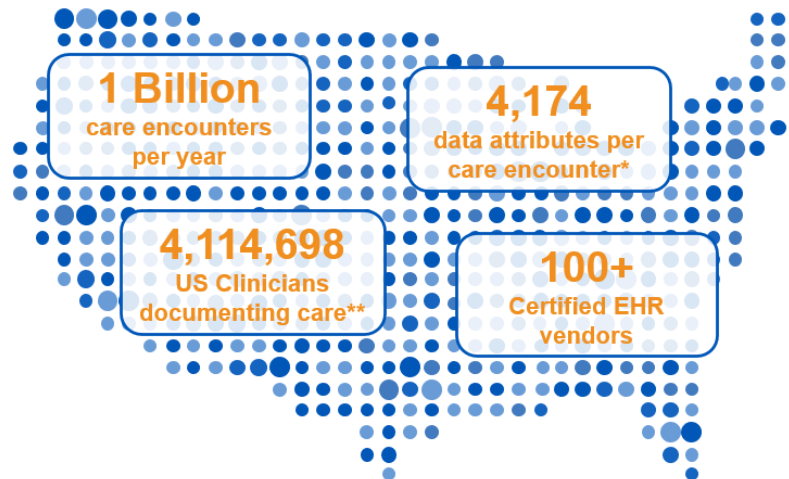 1 Billion
care encounters
per year
4,174
data attributes per
care encounter*
4,114,698
US Clinicians
documenting care**
100+
Certified EHR
vendors